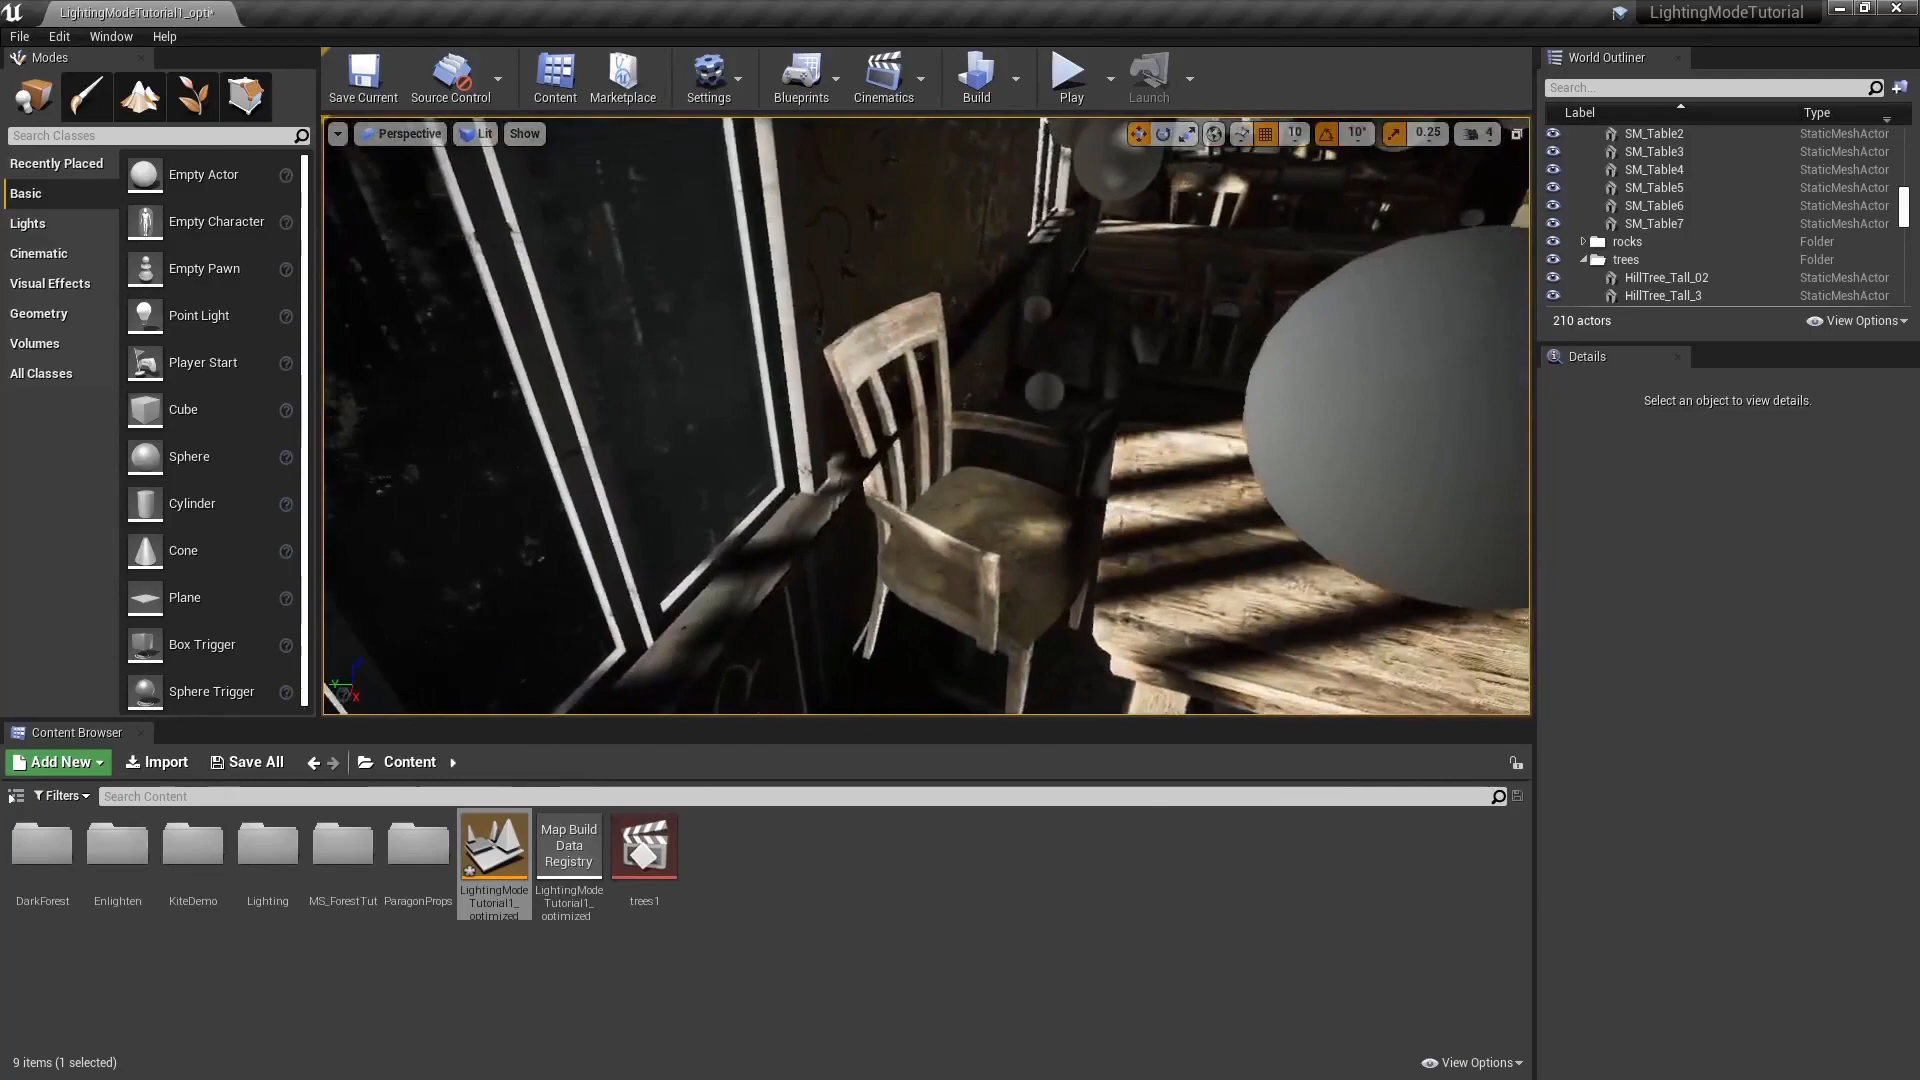 LightingModeTutorial1_opti*
LightingModeTutorial
File Edit Window Help
Modes
Search Classes
Recently Placed
Basic
Lights
Cinematic
Visual Effects
Geometry
Volumes
All Classes
Empty Actor
Empty Character
Empty Pawn
Point Light
Player Start
Cube
Sphere
Cylinder
Cone
Plane
Box Trigger
Sphere Trigger
Save Current Source Control Content Marketplace Settings Blueprints Cinematics Build Play Launch
Perspective Lit Show
10 10° 0.25 4
Z
Y
X
World Outliner
Search...
Label Type
SM_Table2 StaticMeshActor
SM_Table3 StaticMeshActor
SM_Table4 StaticMeshActor
SM_Table5 StaticMeshActor
SM_Table6 StaticMeshActor
SM_Table7 StaticMeshActor
rocks Folder
trees Folder
HillTree_Tall_02 StaticMeshActor
HillTree_Tall_3 StaticMeshActor
210 actors View Options
Details
Select an object to view details.
Content Browser
Add New Import Save All Content
Filters Search Content
DarkForest
Enlighten
KiteDemo
Lighting
MS_ForestTut
ParagonProps
LightingMode
Tutorial1_
optimized
Map Build
Data
Registry
LightingMode
Tutorial1_
optimized
trees1
9 items (1 selected) View Options